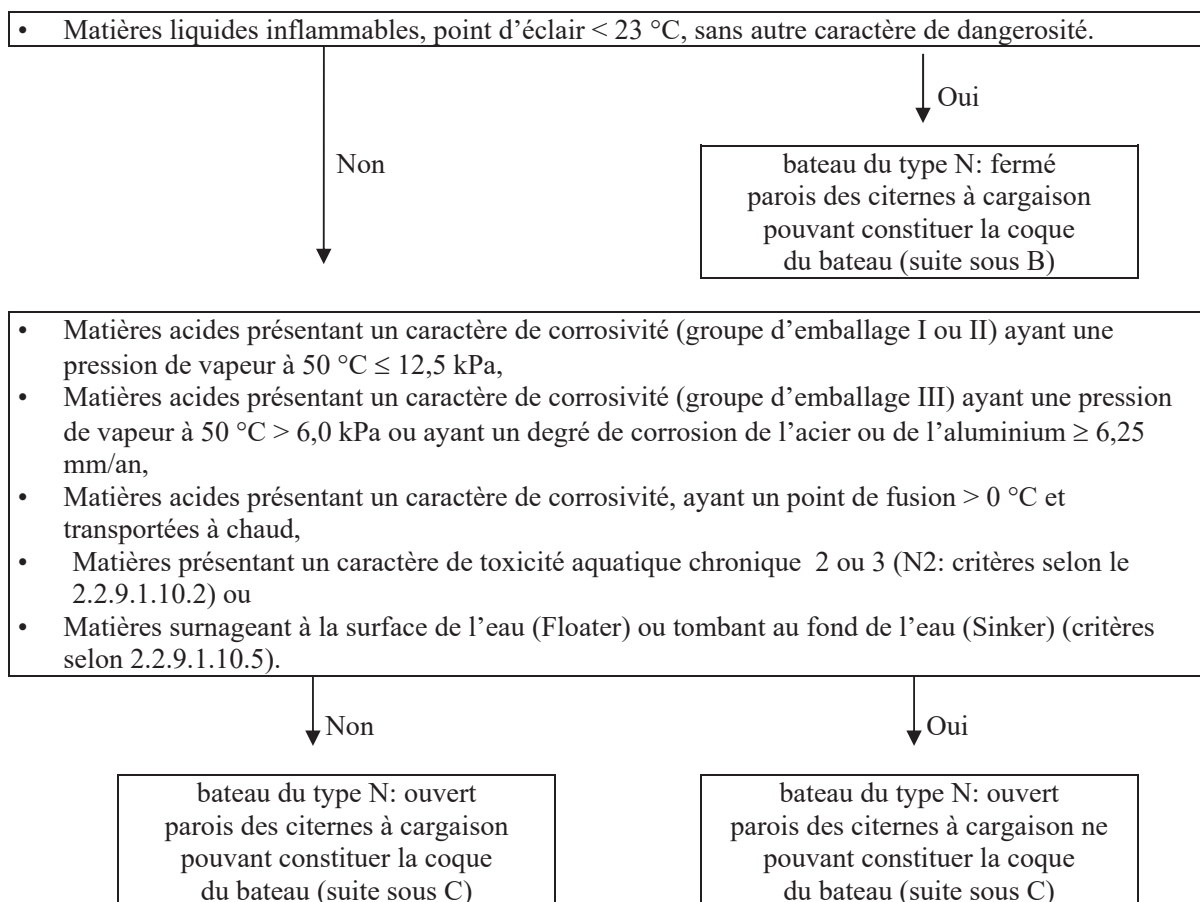 • Matières liquides inflammables, point d’éclair < 23 °C, sans autre caractère de dangerosité.
Oui
Non
bateau du type N: fermé
parois des citernes à cargaison
pouvant constituer la coque
du bateau (suite sous B)
• Matières acides présentant un caractère de corrosivité (groupe d’emballage I ou II) ayant une
pression de vapeur à 50 °C ≤ 12,5 kPa,
• Matières acides présentant un caractère de corrosivité (groupe d’emballage III) ayant une pression
de vapeur à 50 °C > 6,0 kPa ou ayant un degré de corrosion de l’acier ou de l’aluminium ≥ 6,25
mm/an,
• Matières acides présentant un caractère de corrosivité, ayant un point de fusion > 0 °C et
transportées à chaud,
• Matières présentant un caractère de toxicité aquatique chronique 2 ou 3 (N2: critères selon le
2.2.9.1.10.2) ou
• Matières surnageant à la surface de l’eau (Floater) ou tombant au fond de l’eau (Sinker) (critères
selon 2.2.9.1.10.5).
Non
Oui
bateau du type N: ouvert
parois des citernes à cargaison
pouvant constituer la coque
du bateau (suite sous C)
bateau du type N: ouvert
parois des citernes à cargaison ne
pouvant constituer la coque
du bateau (suite sous C)